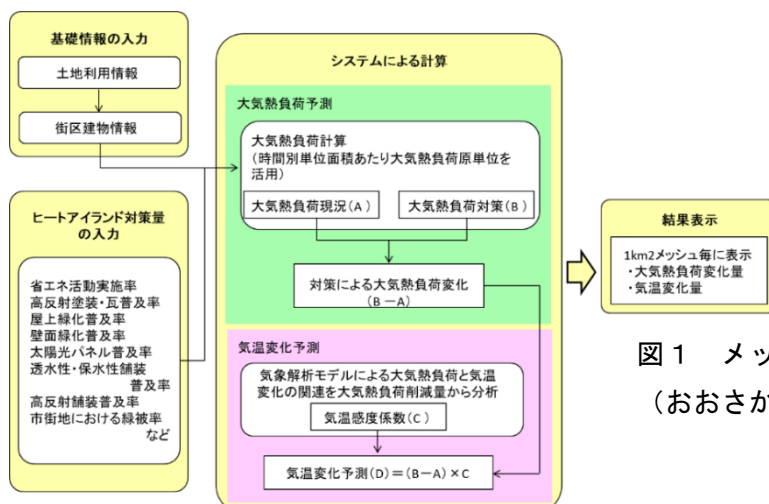 基礎情報の入力
土地利用情報
街区建物情報
ヒートアイランド対策量
の入力
省エネ活動実施率
高反射塗装・瓦普及率
屋上緑化普及率
壁面緑化普及率
太陽光パネル普及率
透水性・保水性舗装
普及率
高反射舗装普及率
市街地における緑被率
など
システムによる計算
大気熱負荷予測
大気熱負荷計算
(時間別単位面積あたり大気熱負荷原単位を
活用)
大気熱負荷現況(A)
大気熱負荷対策(B)
対策による大気熱負荷変化
(B-A)
気温変化予測
気象解析モデルによる大気熱負荷と気温
変化の関連を大気熱負荷削減量から分析
気温感度係数(C)
気温変化予測(D)=(B-A)×C
結果表示
1km2メッシュ毎に表示
・大気熱負荷変化量
・気温変化量
図1 メッ
(おおさか